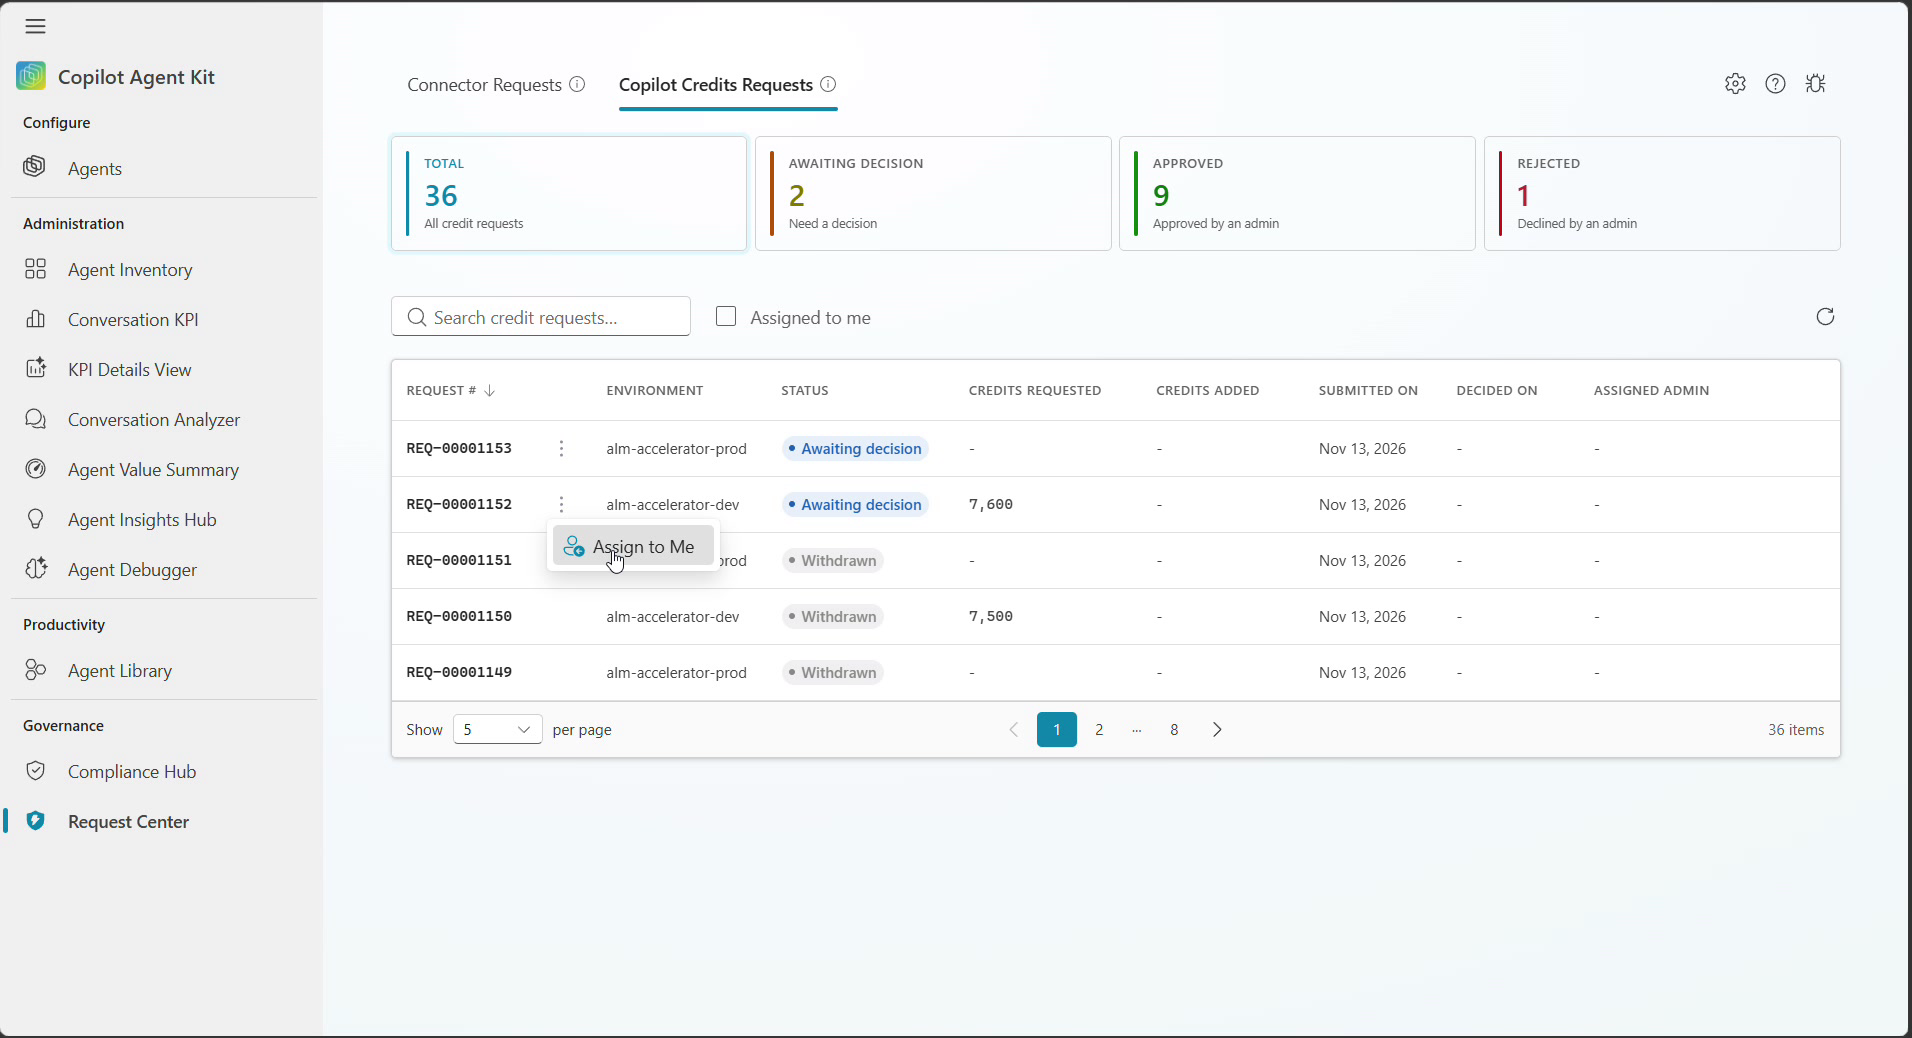 Copilot Agent Kit
Configure
Agents
Administration
Agent Inventory
Conversation KPI
KPI Details View
Conversation Analyzer
Agent Value Summary
Agent Insights Hub
Agent Debugger
Productivity
Agent Library
Governance
Compliance Hub
Request Center
Connector Requests Copilot Credits Requests
TOTAL
36
All credit requests
AWAITING DECISION
2
Need a decision
APPROVED
9
Approved by an admin
REJECTED
1
Declined by an admin
Search credit requests... Assigned to me
REQUEST # ENVIRONMENT STATUS CREDITS REQUESTED CREDITS ADDED SUBMITTED ON DECIDED ON ASSIGNED ADMIN
REQ-00001153 alm-accelerator-prod Awaiting decision - - Nov 13, 2026 - -
REQ-00001152 alm-accelerator-dev Awaiting decision 7,600 - Nov 13, 2026 - -
Assign to Me
REQ-00001151 prod Withdrawn - - Nov 13, 2026 - -
REQ-00001150 alm-accelerator-dev Withdrawn 7,500 - Nov 13, 2026 - -
REQ-00001149 alm-accelerator-prod Withdrawn - - Nov 13, 2026 - -
Show 5 per page 1 2 ... 8 36 items